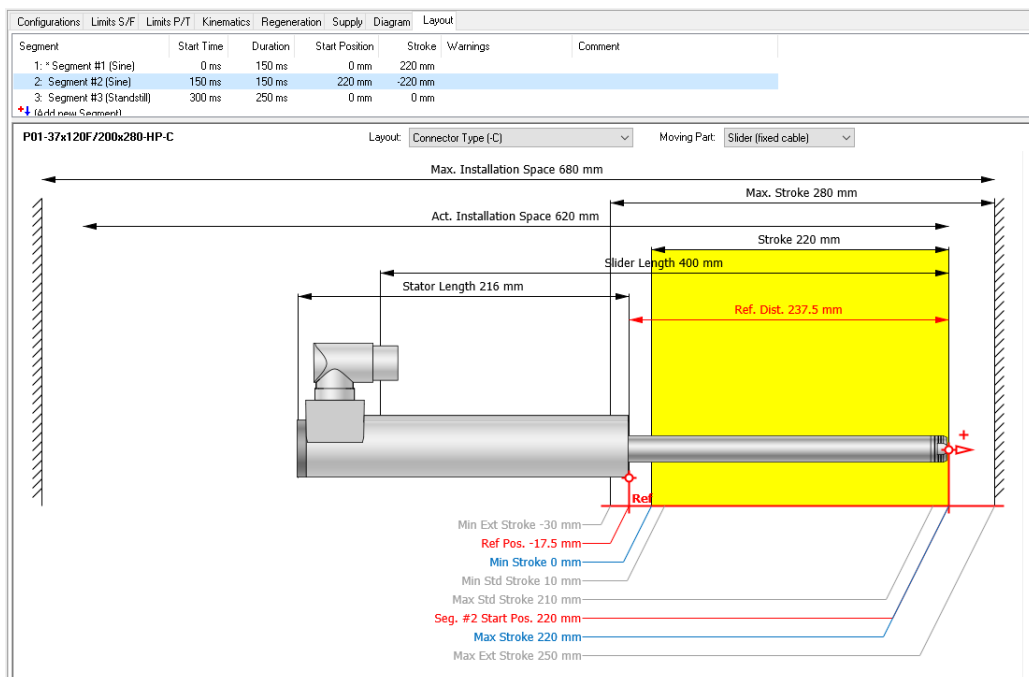 Configurations Limits S/F Limits P/T Kinematics Regeneration Supply Diagram Layout
Segment Start Time Duration Start Position Stroke Warnings Comment
1: * Segment #1 (Sine) 0 ms 150 ms 0 mm 220 mm
2: Segment #2 (Sine) 150 ms 150 ms 220 mm -220 mm
3: Segment #3 (Standstill) 300 ms 250 ms 0 mm 0 mm
(Add new Segment)
P01-37x120F/200x280-HP-C Layout: Connector Type (-C) Moving Part: Slider (fixed cable)
Max. Installation Space 680 mm
Max. Stroke 280 mm
Act. Installation Space 620 mm
Stroke 220 mm
Slider Length 400 mm
Stator Length 216 mm
Ref. Dist. 237.5 mm
+
Ref
Min Ext Stroke -30 mm
Ref Pos. -17.5 mm
Min Stroke 0 mm
Min Std Stroke 10 mm
Max Std Stroke 210 mm
Seg. #2 Start Pos. 220 mm
Max Stroke 220 mm
Max Ext Stroke 250 mm